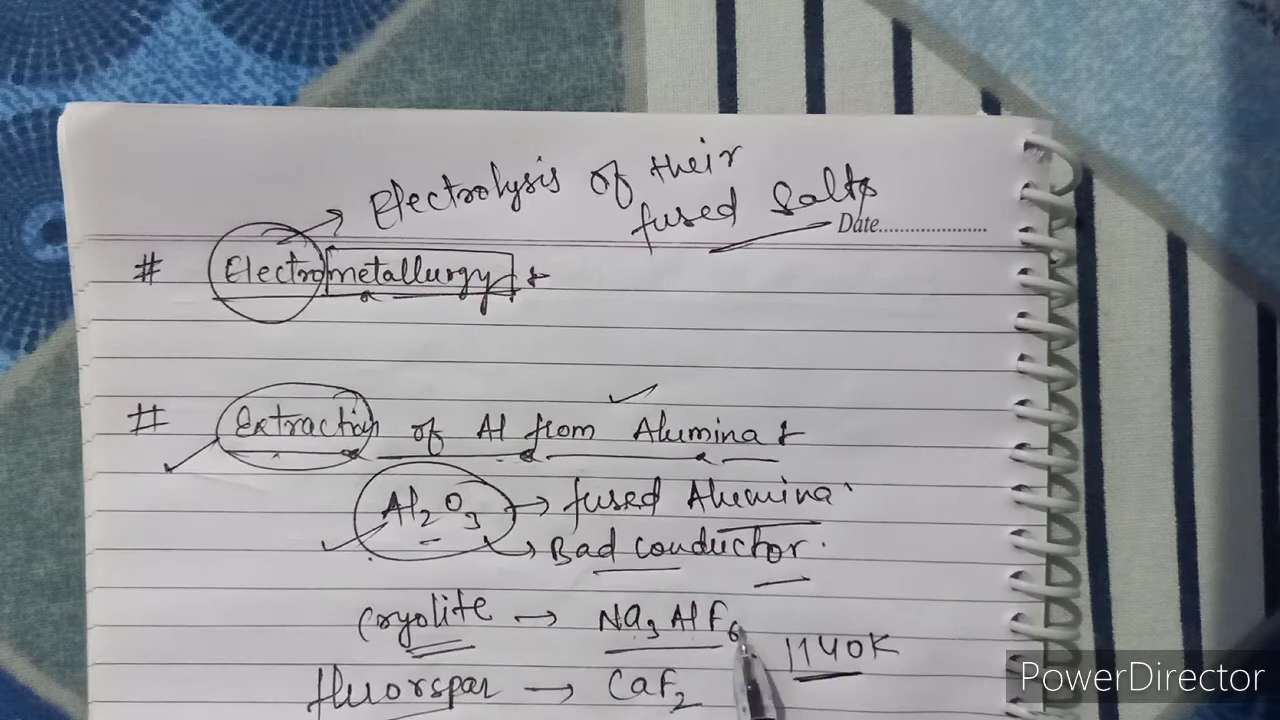 Electrolysis of their
fused salts
Date......................
# Electrometallurgy :-
# Extraction of Al from Alumina :-
Al2O3 → fused Alumina
→ Bad conductor.
Cryolite → Na3AlF6
1140K
fluorspar → CaF2
PowerDirector